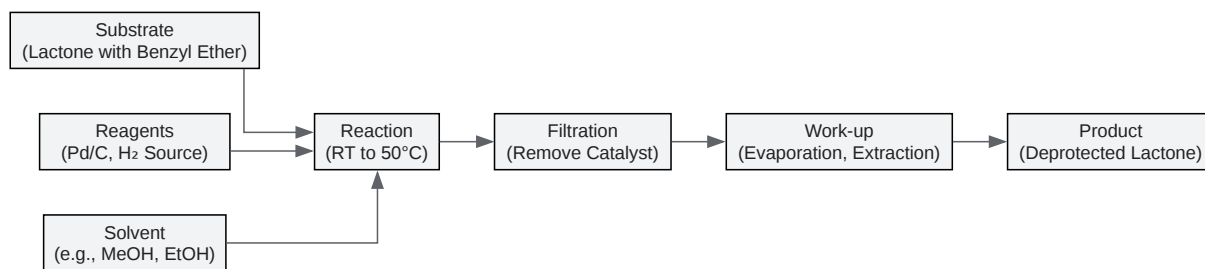 Substrate
(Lactone with Benzyl Ether)
Reagents
(Pd/C, H₂ Source)
Reaction
(RT to 50°C)
Filtration
(Remove Catalyst)
Work-up
(Evaporation, Extraction)
Product
(Deprotected Lactone)
Solvent
(e.g., MeOH, EtOH)